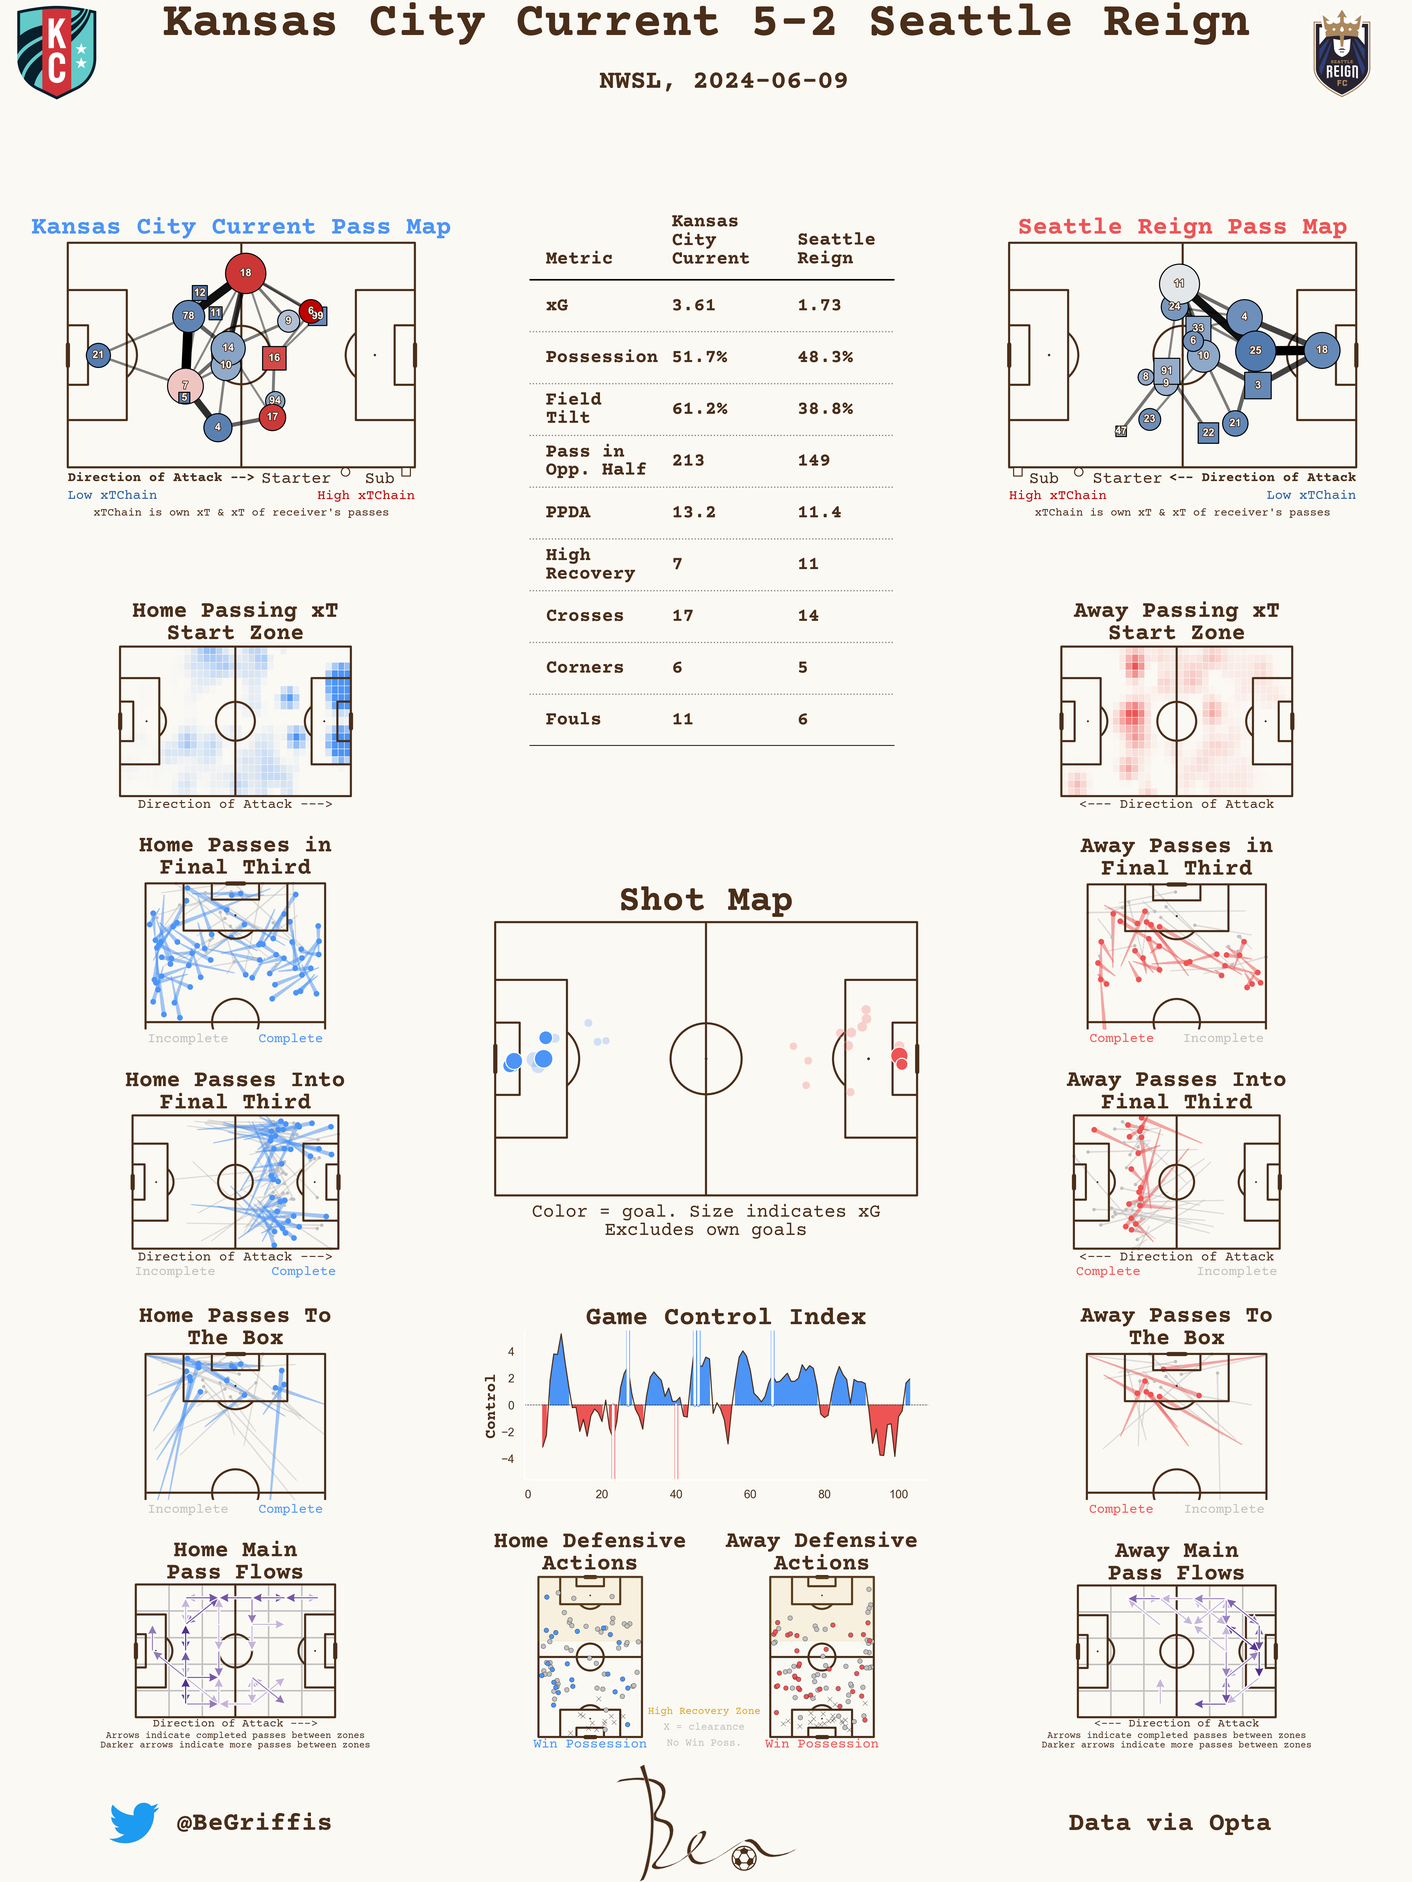 Kansas City Current 5-2 Seattle Reign
NWSL, 2024-06-09
KC
SEATTLE
REIGN
FC
Kansas City Current Pass Map
18
12
78
11
6
99
9
14
10
16
21
7
5
94
17
4
Direction of Attack --> Starter Sub
Low xTChain High xTChain
xTChain is own xT & xT of receiver's passes
Metric Kansas City Current Seattle Reign
xG 3.61 1.73
Possession 51.7% 48.3%
Field Tilt 61.2% 38.8%
Pass in Opp. Half 213 149
PPDA 13.2 11.4
High Recovery 7 11
Crosses 17 14
Corners 6 5
Fouls 11 6
Seattle Reign Pass Map
11
24
4
33
6
10
25
18
91
8
9
3
47
23
22
21
Sub Starter <-- Direction of Attack
High xTChain Low xTChain
xTChain is own xT & xT of receiver's passes
Home Passing xT
Start Zone
Direction of Attack --->
Away Passing xT
Start Zone
<--- Direction of Attack
Home Passes in
Final Third
Incomplete Complete
Away Passes in
Final Third
Complete Incomplete
Shot Map
Color = goal. Size indicates xG
Excludes own goals
Home Passes Into
Final Third
Direction of Attack --->
Incomplete Complete
Away Passes Into
Final Third
<--- Direction of Attack
Complete Incomplete
Home Passes To
The Box
Incomplete Complete
Game Control Index
Control
4
2
0
−2
−4
0 20 40 60 80 100
Away Passes To
The Box
Complete Incomplete
Home Main
Pass Flows
Direction of Attack --->
Arrows indicate completed passes between zones
Darker arrows indicate more passes between zones
Home Defensive
Actions
Win Possession
High Recovery Zone
X = clearance
No Win Poss.
Away Defensive
Actions
Win Possession
Away Main
Pass Flows
<--- Direction of Attack
Arrows indicate completed passes between zones
Darker arrows indicate more passes between zones
@BeGriffis
Ben
Data via Opta